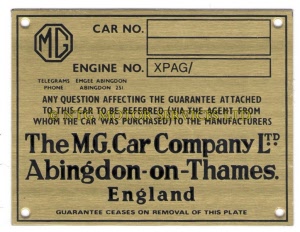 MG
CAR NO.
ENGINE NO. XPAG/
TELEGRAMS EMGEE ABINGDON
PHONE ABINGDON 251
ANY QUESTION AFFECTING THE GUARANTEE ATTACHED
TO THIS CAR TO BE REFERRED (VIA THE AGENT FROM
WHOM THE CAR WAS PURCHASED) TO THE MANUFACTURERS
The M.G. Car Company LTD.
Abingdon-on-Thames.
England
GUARANTEE CEASES ON REMOVAL OF THIS PLATE